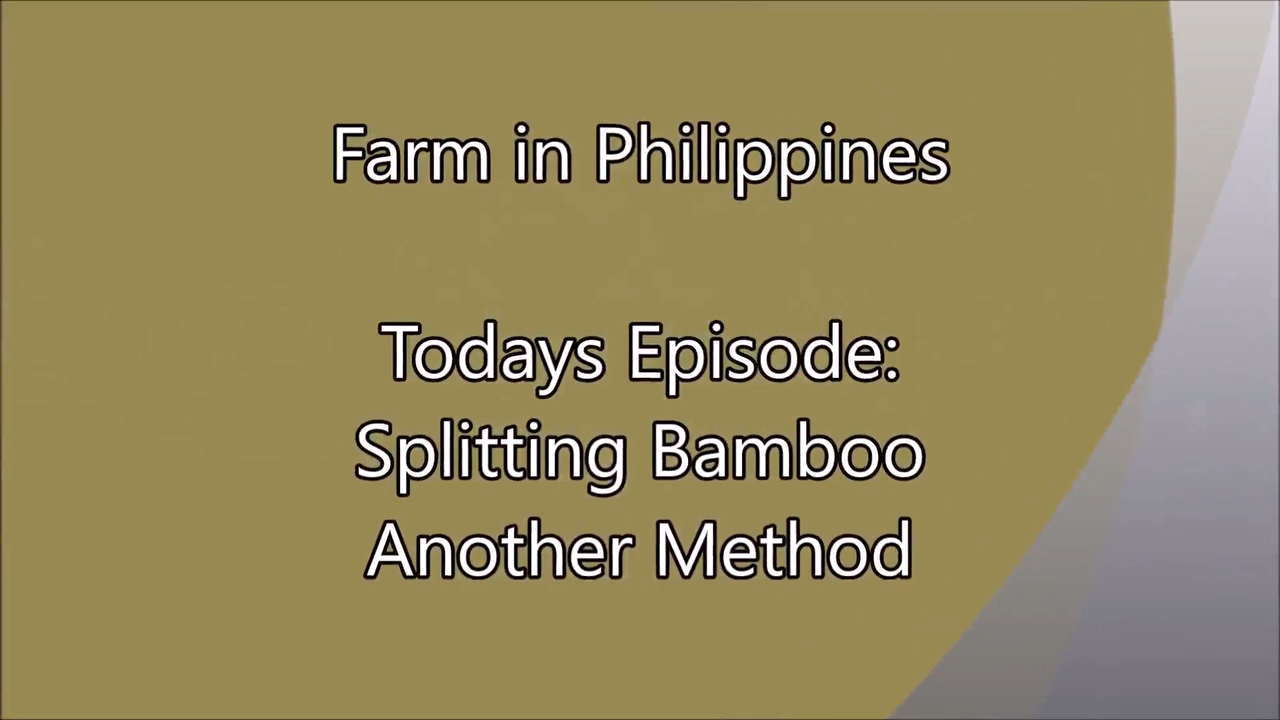 Farm in Philippines
Todays Episode:
Splitting Bamboo
Another Method